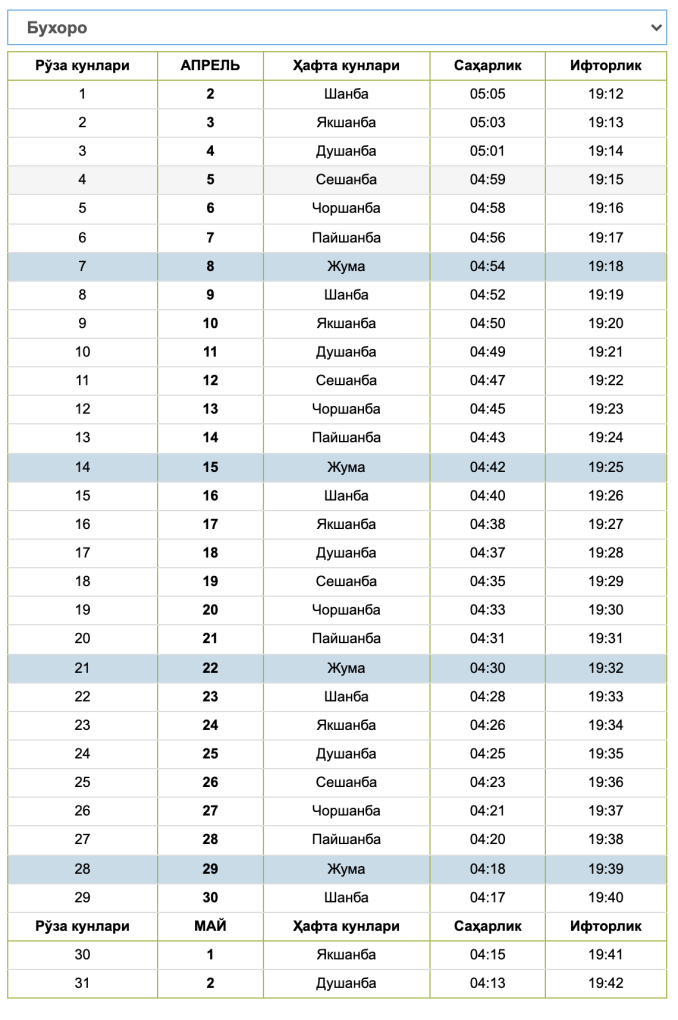 Бухоро
Рўза кунлари АПРЕЛЬ Ҳафта кунлари Саҳарлик Ифторлик
1 2 Шанба 05:05 19:12
2 3 Якшанба 05:03 19:13
3 4 Душанба 05:01 19:14
4 5 Сешанба 04:59 19:15
5 6 Чоршанба 04:58 19:16
6 7 Пайшанба 04:56 19:17
7 8 Жума 04:54 19:18
8 9 Шанба 04:52 19:19
9 10 Якшанба 04:50 19:20
10 11 Душанба 04:49 19:21
11 12 Сешанба 04:47 19:22
12 13 Чоршанба 04:45 19:23
13 14 Пайшанба 04:43 19:24
14 15 Жума 04:42 19:25
15 16 Шанба 04:40 19:26
16 17 Якшанба 04:38 19:27
17 18 Душанба 04:37 19:28
18 19 Сешанба 04:35 19:29
19 20 Чоршанба 04:33 19:30
20 21 Пайшанба 04:31 19:31
21 22 Жума 04:30 19:32
22 23 Шанба 04:28 19:33
23 24 Якшанба 04:26 19:34
24 25 Душанба 04:25 19:35
25 26 Сешанба 04:23 19:36
26 27 Чоршанба 04:21 19:37
27 28 Пайшанба 04:20 19:38
28 29 Жума 04:18 19:39
29 30 Шанба 04:17 19:40
Рўза кунлари МАЙ Ҳафта кунлари Саҳарлик Ифторлик
30 1 Якшанба 04:15 19:41
31 2 Душанба 04:13 19:42